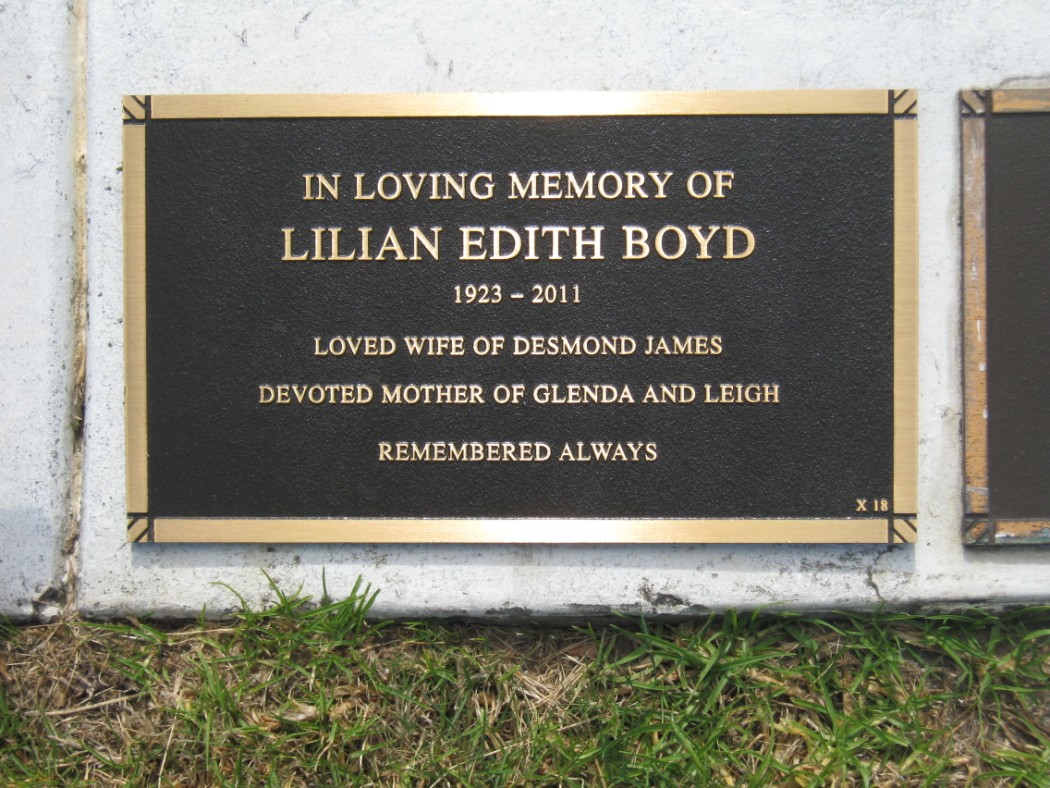 IN LOVING MEMORY OF
LILIAN EDITH BOYD
1923 – 2011
LOVED WIFE OF DESMOND JAMES
DEVOTED MOTHER OF GLENDA AND LEIGH
REMEMBERED ALWAYS
X 18